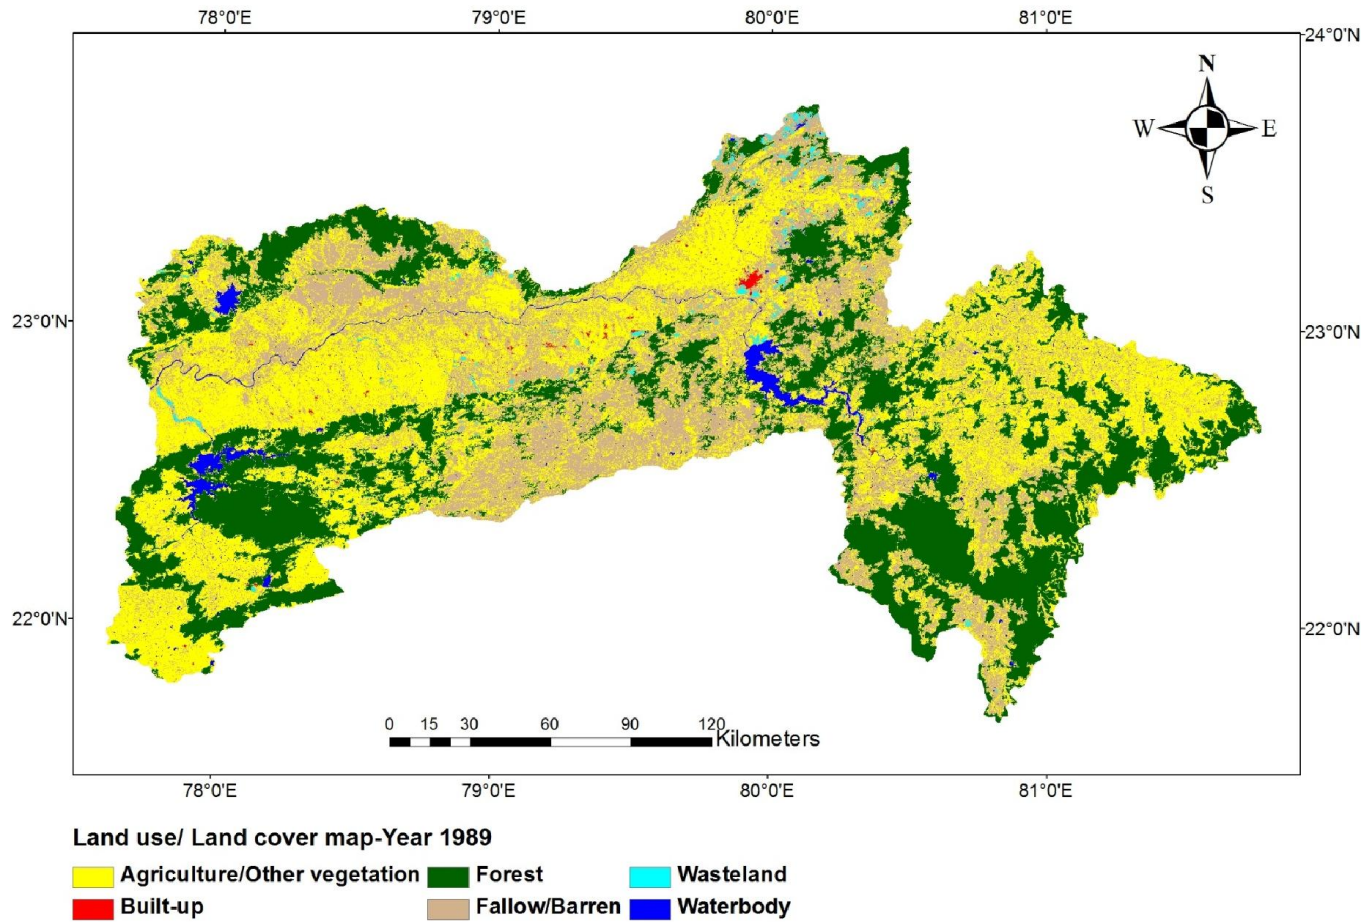 78°0'E 79°0'E 80°0'E 81°0'E
24°0'N
N
W E
S
23°0'N 23°0'N
22°0'N 22°0'N
0 15 30 60 90 120
Kilometers
78°0'E 79°0'E 80°0'E 81°0'E
Land use/ Land cover map-Year 1989
Agriculture/Other vegetation Forest Wasteland
Built-up Fallow/Barren Waterbody